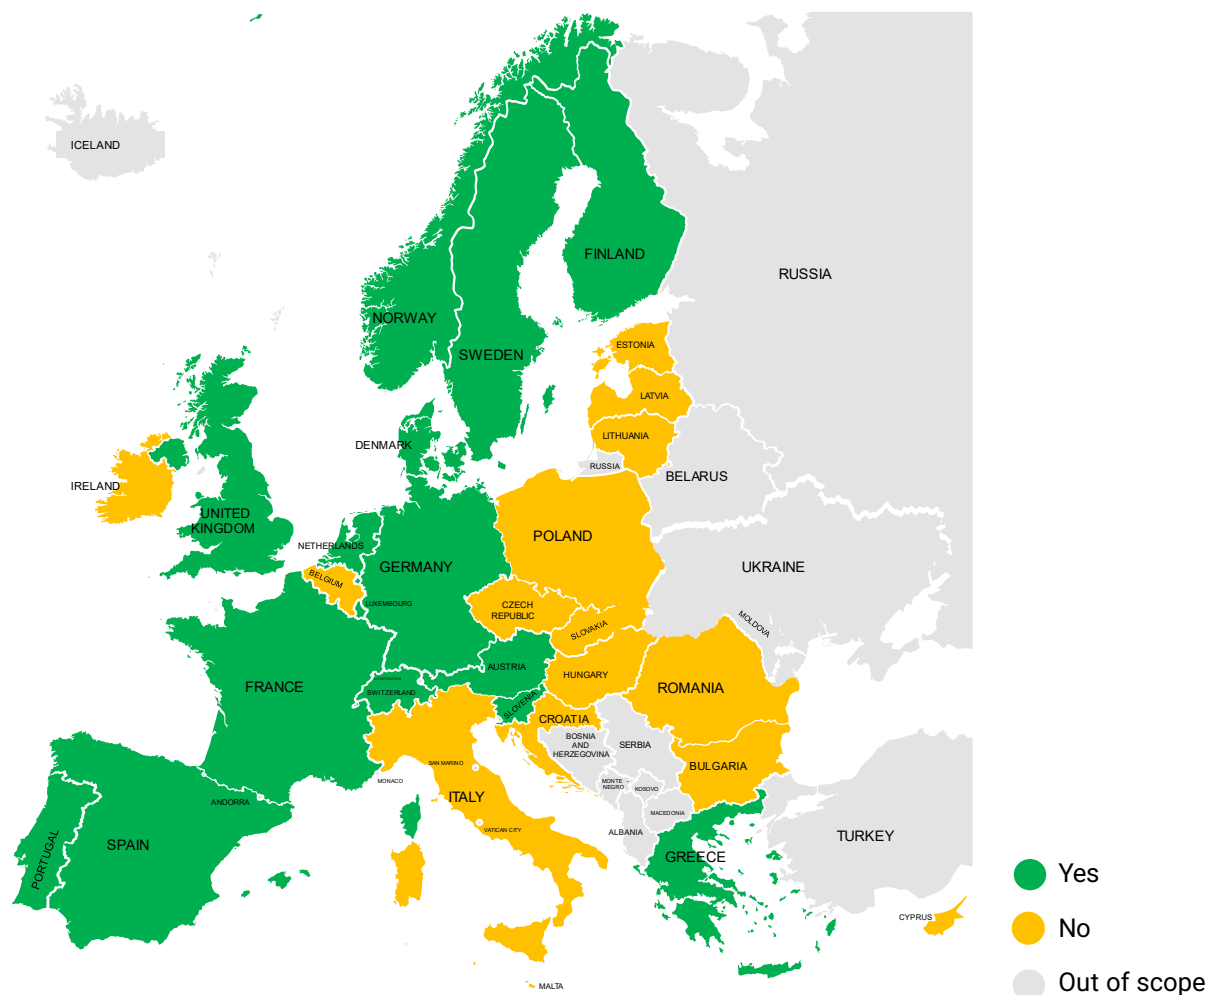 ICELAND
FINLAND
RUSSIA
NORWAY
SWEDEN
ESTONIA
LATVIA
LITHUANIA
DENMARK
RUSSIA
BELARUS
IRELAND
UNITED
KINGDOM
NETHERLANDS
POLAND
GERMANY
UKRAINE
BELGIUM
LUXEMBOURG
CZECH
REPUBLIC
SLOVAKIA
MOLDOVA
AUSTRIA
HUNGARY
FRANCE
SWITZERLAND
ROMANIA
SLOVENIA
CROATIA
BOSNIA
AND
HERZEGOVINA
SERBIA
SAN MARINO
BULGARIA
MONACO
MONTE
NEGRO
KOSOVO
ITALY
ANDORRA
MACEDONIA
VATICAN CITY
ALBANIA
TURKEY
SPAIN
PORTUGAL
GREECE
CYPRUS
MALTA
Yes
No
Out of scope